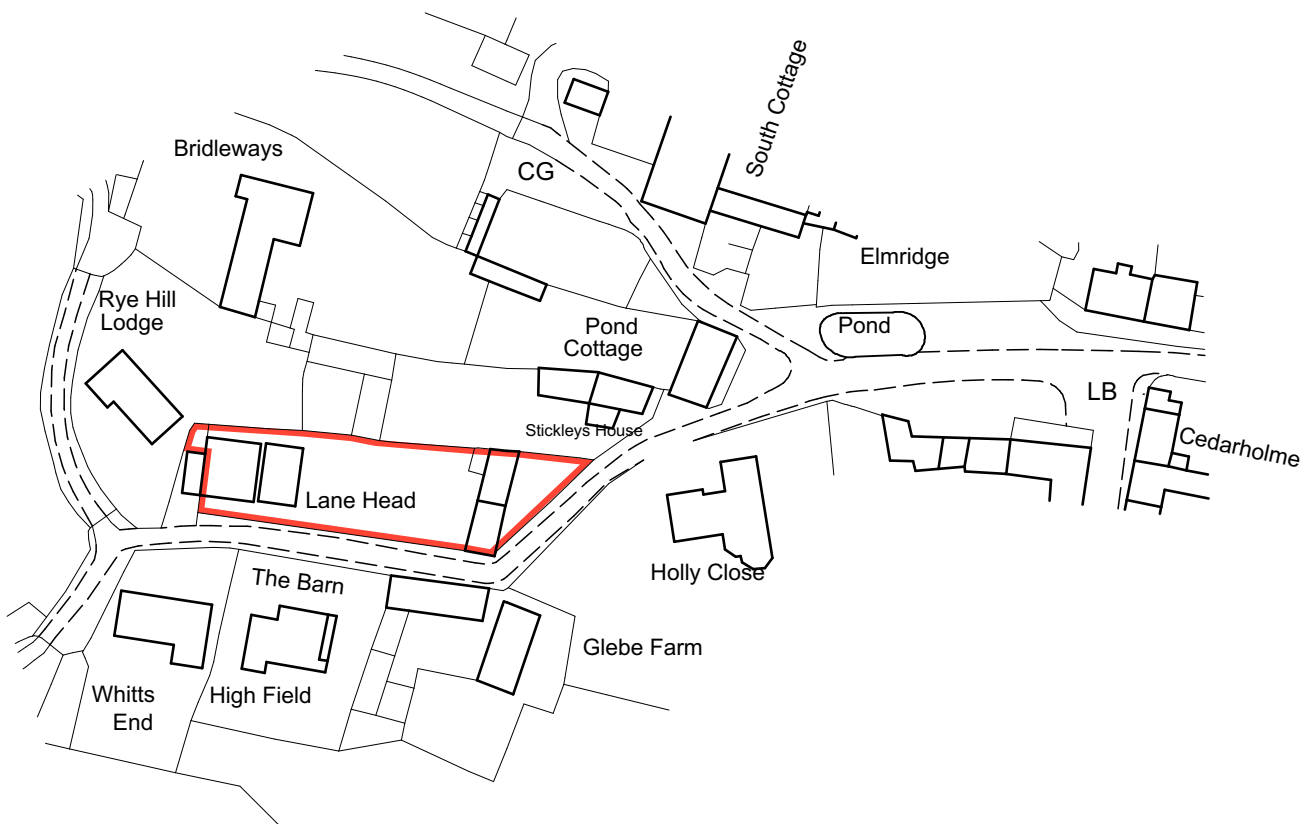 South Cottage
Bridleways
CG
Elmridge
Rye Hill
Lodge
Pond
Cottage
Pond
LB
Stickleys House
Cedarholme
Lane Head
Holly Close
The Barn
Glebe Farm
Whitts
End
High Field